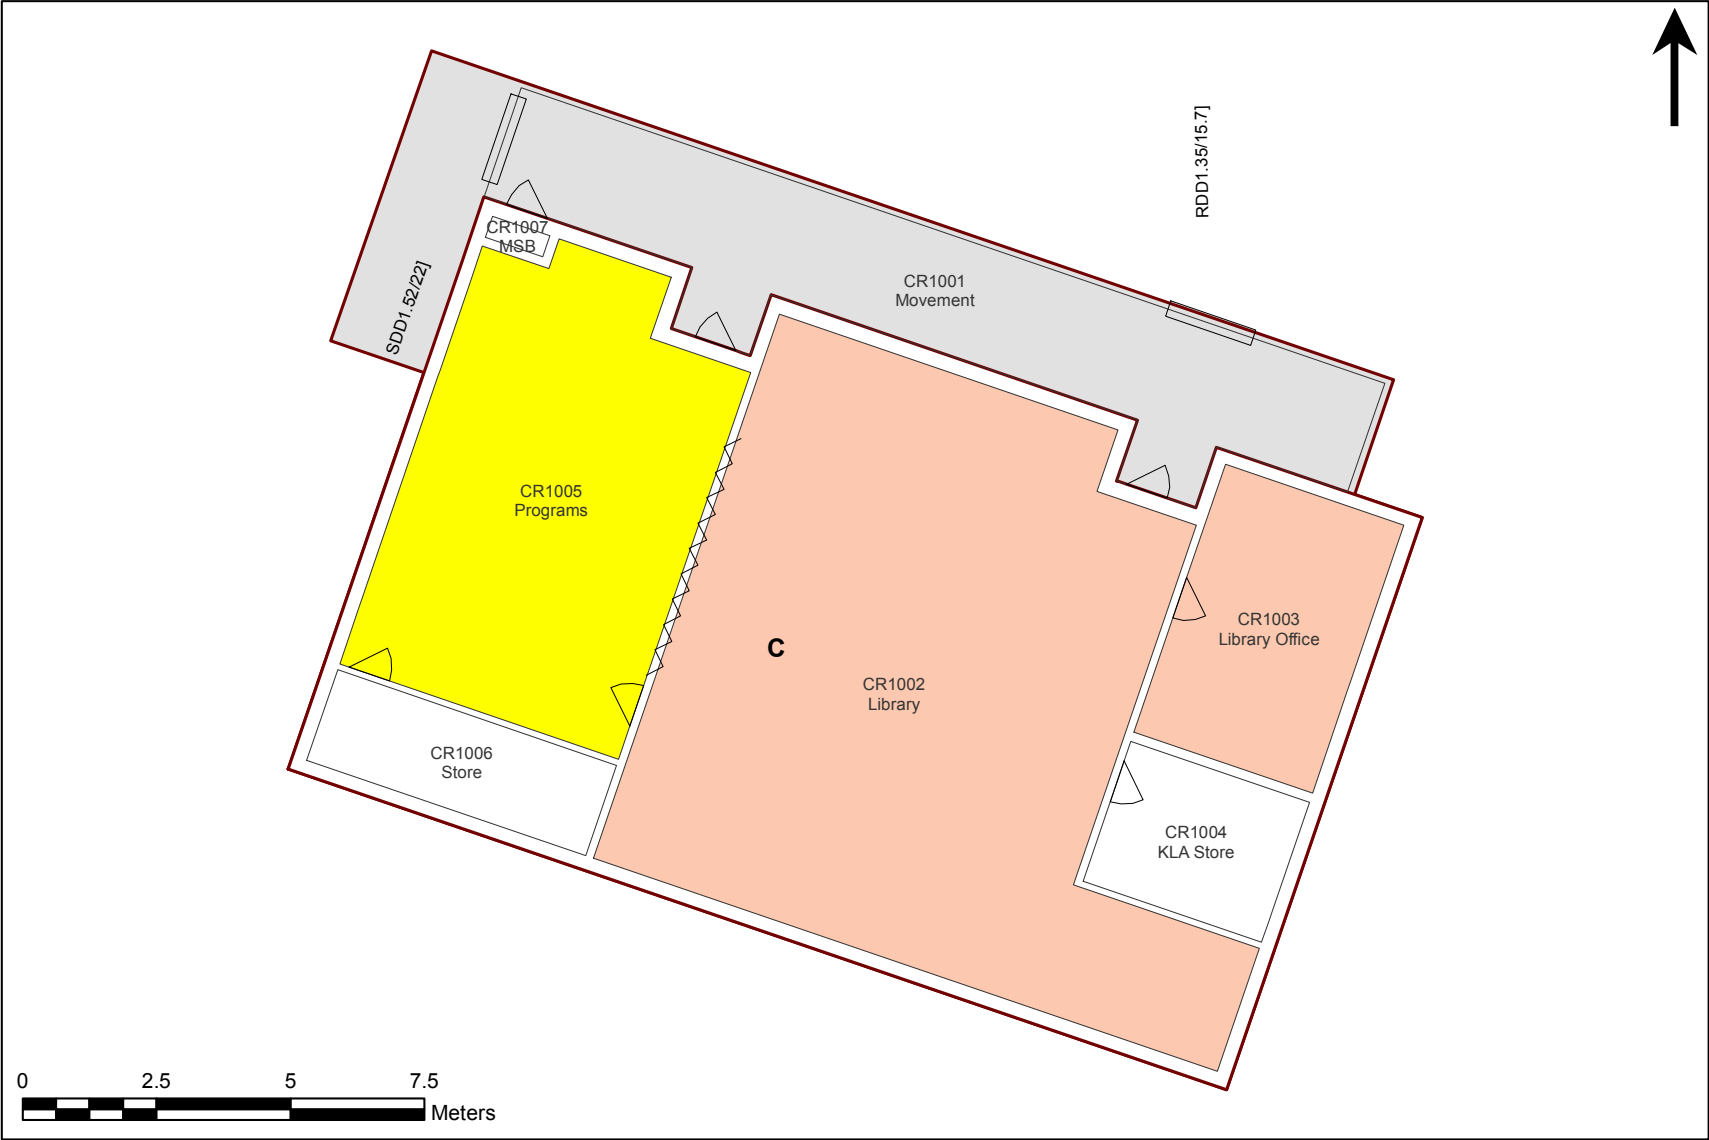 RDD1.35/15.7]
CR1007
MSB
SDD1.52/22]
CR1001
Movement
CR1005
Programs
C
CR1003
Library Office
CR1002
Library
CR1006
Store
CR1004
KLA Store
0 2.5 5 7.5
Meters